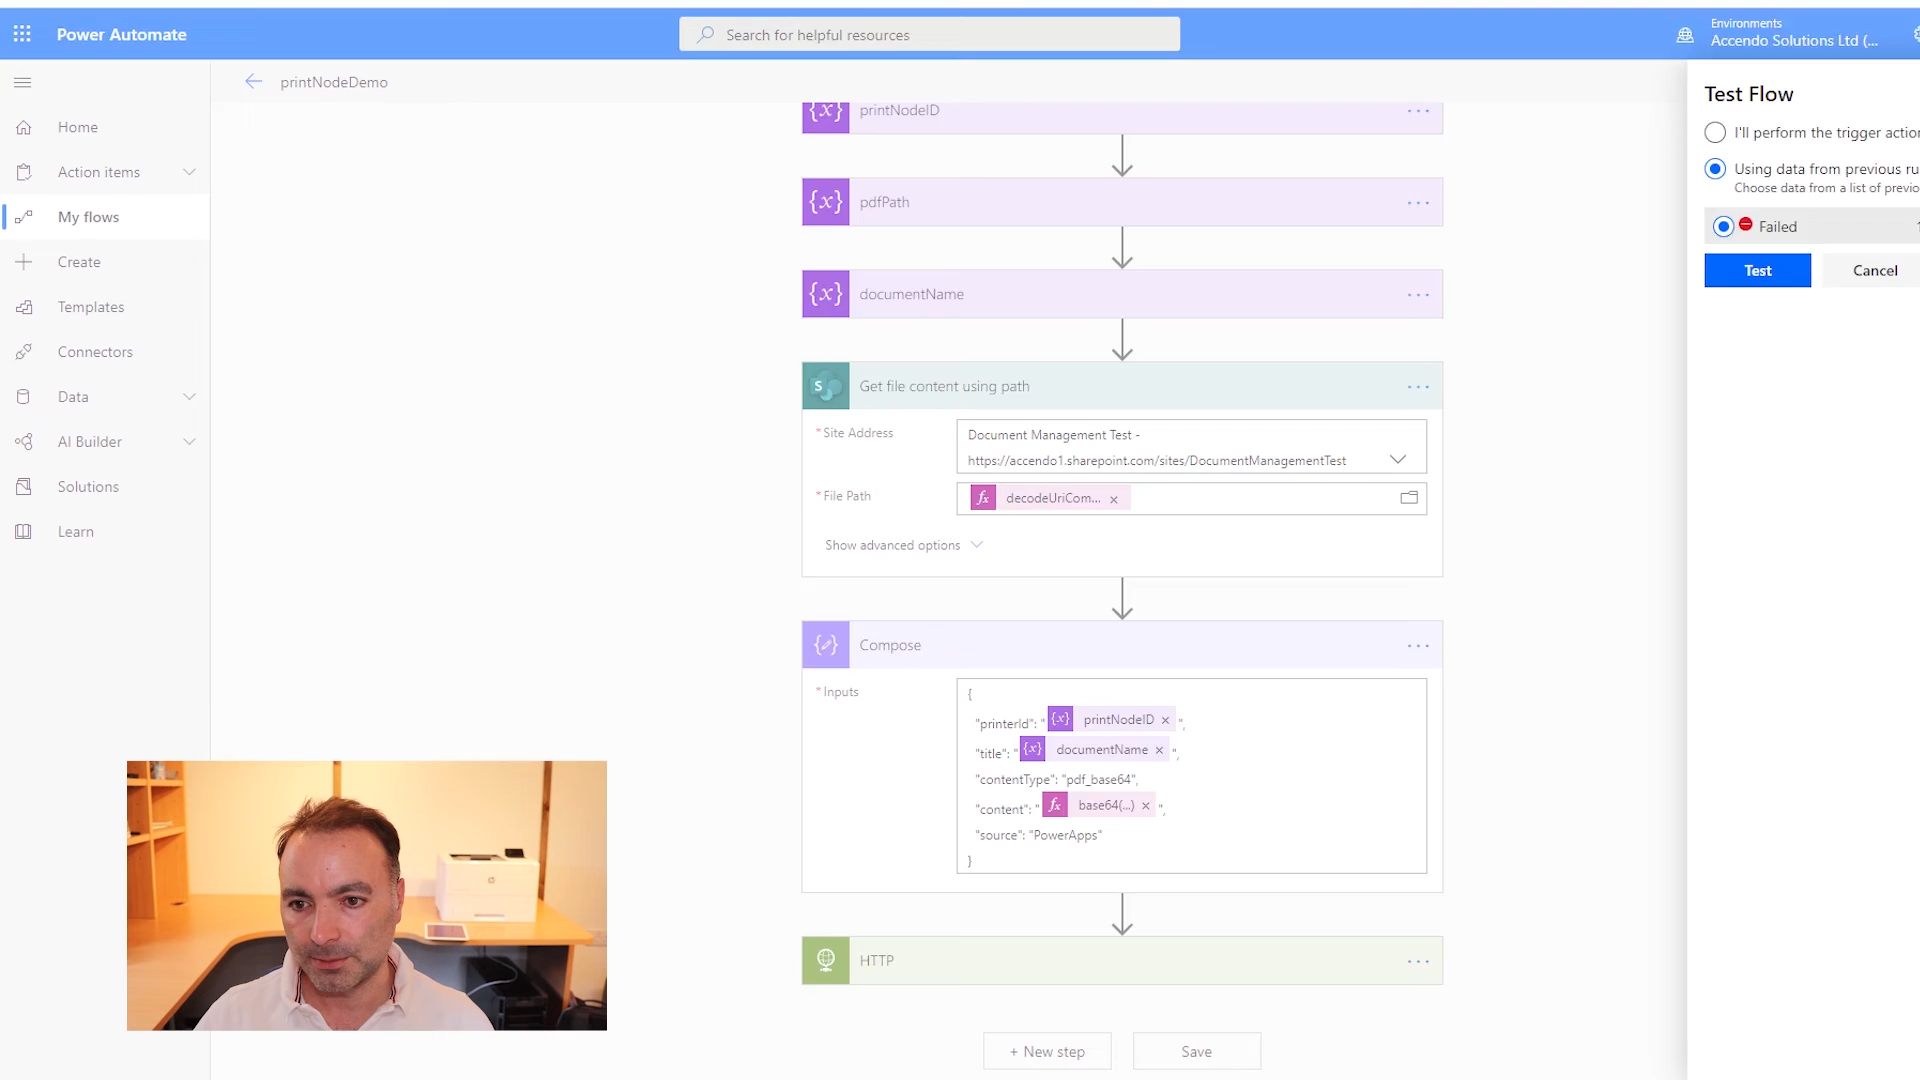 Power Automate
Search for helpful resources
Environments
Accendo Solutions Ltd (...
printNodeDemo
Home
Action items
My flows
Create
Templates
Connectors
Data
AI Builder
Solutions
Learn
{x} printNodeID
{x} pdfPath
{x} documentName
S Get file content using path
* Site Address
Document Management Test -
https://accendo1.sharepoint.com/sites/DocumentManagementTest
* File Path
fx decodeUriCom... ×
Show advanced options
Compose
* Inputs
{
"printerId": " {x} printNodeID × ",
"title": " {x} documentName × ",
"contentType": "pdf_base64",
"content": " fx base64(...) × ",
"source": "PowerApps"
}
HTTP
+ New step
Save
Test Flow
I'll perform the trigger action
Using data from previous ru
Choose data from a list of previo
Failed
Test
Cancel